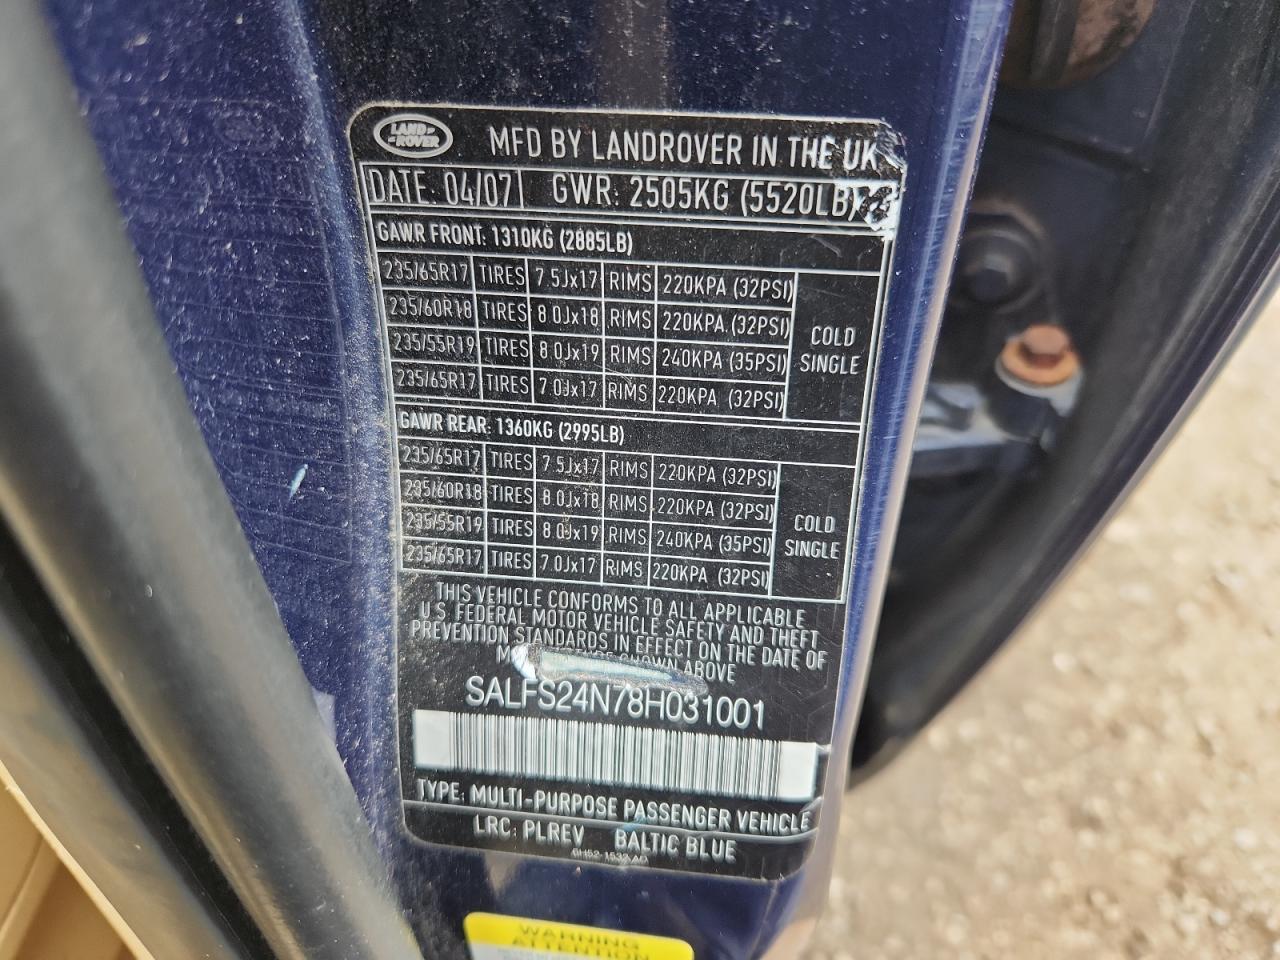 LAND ROVER
MFD BY LANDROVER IN THE UK
DATE: 04/07 GWR: 2505KG (5520LB)
GAWR FRONT: 1310KG (2885LB)
235/65R17 TIRES 7.5Jx17 RIMS 220KPA (32PSI)
235/60R18 TIRES 8.0Jx18 RIMS 220KPA (32PSI)
235/55R19 TIRES 8.0Jx19 RIMS 240KPA (35PSI)
235/65R17 TIRES 7.0Jx17 RIMS 220KPA (32PSI)
COLD
SINGLE
GAWR REAR: 1360KG (2995LB)
235/65R17 TIRES 7.5Jx17 RIMS 220KPA (32PSI)
235/60R18 TIRES 8.0Jx18 RIMS 220KPA (32PSI)
235/55R19 TIRES 8.0Jx19 RIMS 240KPA (35PSI)
235/65R17 TIRES 7.0Jx17 RIMS 220KPA (32PSI)
COLD
SINGLE
THIS VEHICLE CONFORMS TO ALL APPLICABLE
U.S. FEDERAL MOTOR VEHICLE SAFETY AND THEFT
PREVENTION STANDARDS IN EFFECT ON THE DATE OF
SHOWN ABOVE
SALFS24N78H031001
TYPE: MULTI-PURPOSE PASSENGER VEHICLE
LRC: PLREV BALTIC BLUE
6H52-1532-AD
WARNING
ATTENTION